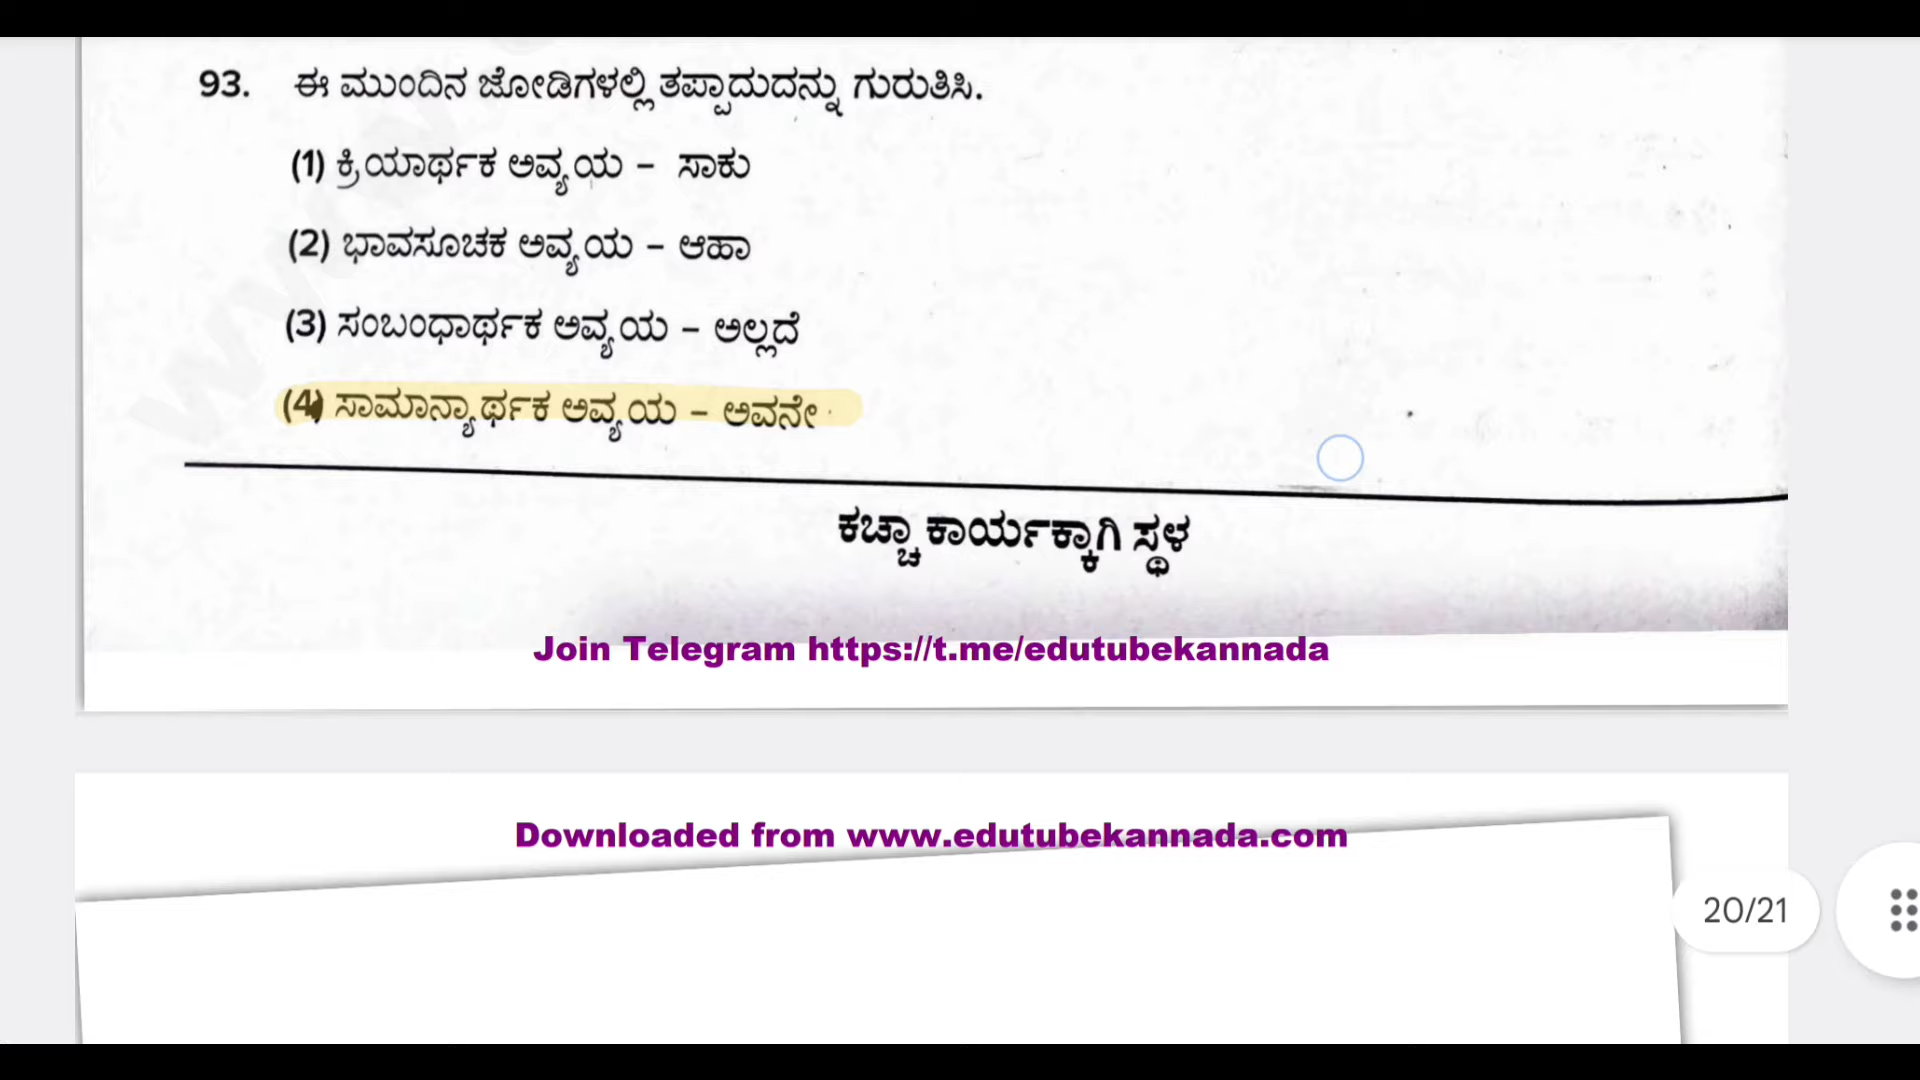 93. ಈ ಮುಂದಿನ ಜೋಡಿಗಳಲ್ಲಿ ತಪ್ಪಾದುದನ್ನು ಗುರುತಿಸಿ.
(1) ಕ್ರಿಯಾರ್ಥಕ ಅವ್ಯಯ – ಸಾಕು
(2) ಭಾವಸೂಚಕ ಅವ್ಯಯ – ಆಹಾ
(3) ಸಂಬಂಧಾರ್ಥಕ ಅವ್ಯಯ – ಅಲ್ಲದೆ
(4) ಸಾಮಾನ್ಯಾರ್ಥಕ ಅವ್ಯಯ – ಅವನೇ
ಕಚ್ಚಾ ಕಾರ್ಯಕ್ಕಾಗಿ ಸ್ಥಳ
Join Telegram https://t.me/edutubekannada
Downloaded from www.edutubekannada.com
20/21